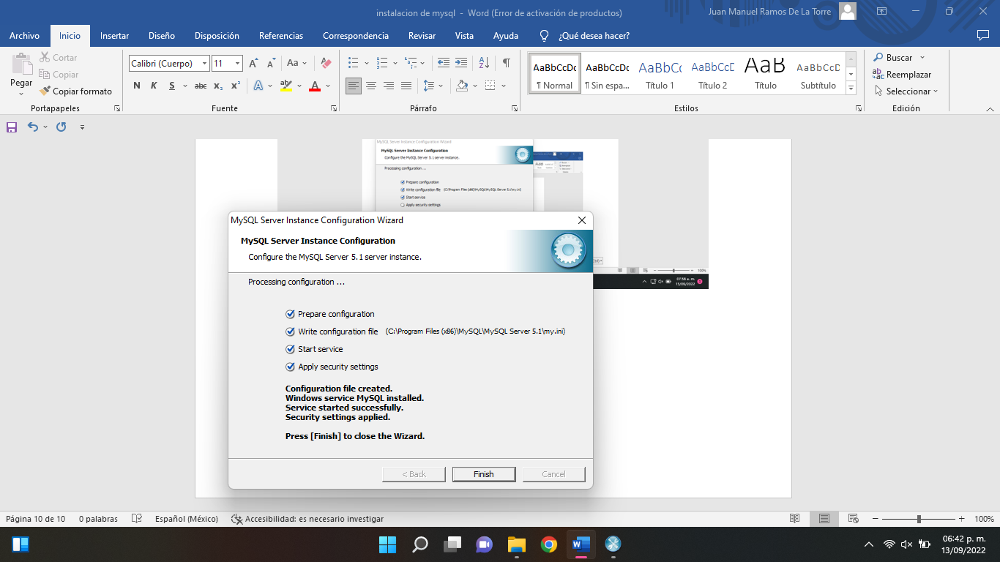 instalacion de mysql - Word (Error de activación de productos)
Juan Manuel Ramos De La Torre
Archivo Inicio Insertar Diseño Disposición Referencias Correspondencia Revisar Vista Ayuda ¿Qué desea hacer?
Pegar
Cortar
Copiar
Copiar formato
Portapapeles
Calibri (Cuerpo) 11 A A Aa
N K S abc x₂ x² A ab A
Fuente
Párrafo
AaBbCcDc AaBbCcDc AaBbC AaBbCcD AaB AaBbCcD
¶ Normal ¶ Sin espa... Título 1 Título 2 Título Subtítulo
Estilos
Buscar
Reemplazar
Seleccionar
Edición
MySQL Server Instance Configuration Wizard
MySQL Server Instance Configuration
Configure the MySQL Server 5.1 server instance.
Processing configuration ...
Prepare configuration
Write configuration file (C:\Program Files (x86)\MySQL\MySQL Server 5.1\my.ini)
Start service
Apply security settings
100%
07:38 a. m.
13/09/2022
MySQL Server Instance Configuration Wizard
MySQL Server Instance Configuration
Configure the MySQL Server 5.1 server instance.
Processing configuration ...
Prepare configuration
Write configuration file (C:\Program Files (x86)\MySQL\MySQL Server 5.1\my.ini)
Start service
Apply security settings
Configuration file created.
Windows service MySQL installed.
Service started successfully.
Security settings applied.
Press [Finish] to close the Wizard.
< Back Finish Cancel
Página 10 de 10 0 palabras Español (México) Accesibilidad: es necesario investigar 100%
06:42 p. m.
13/09/2022